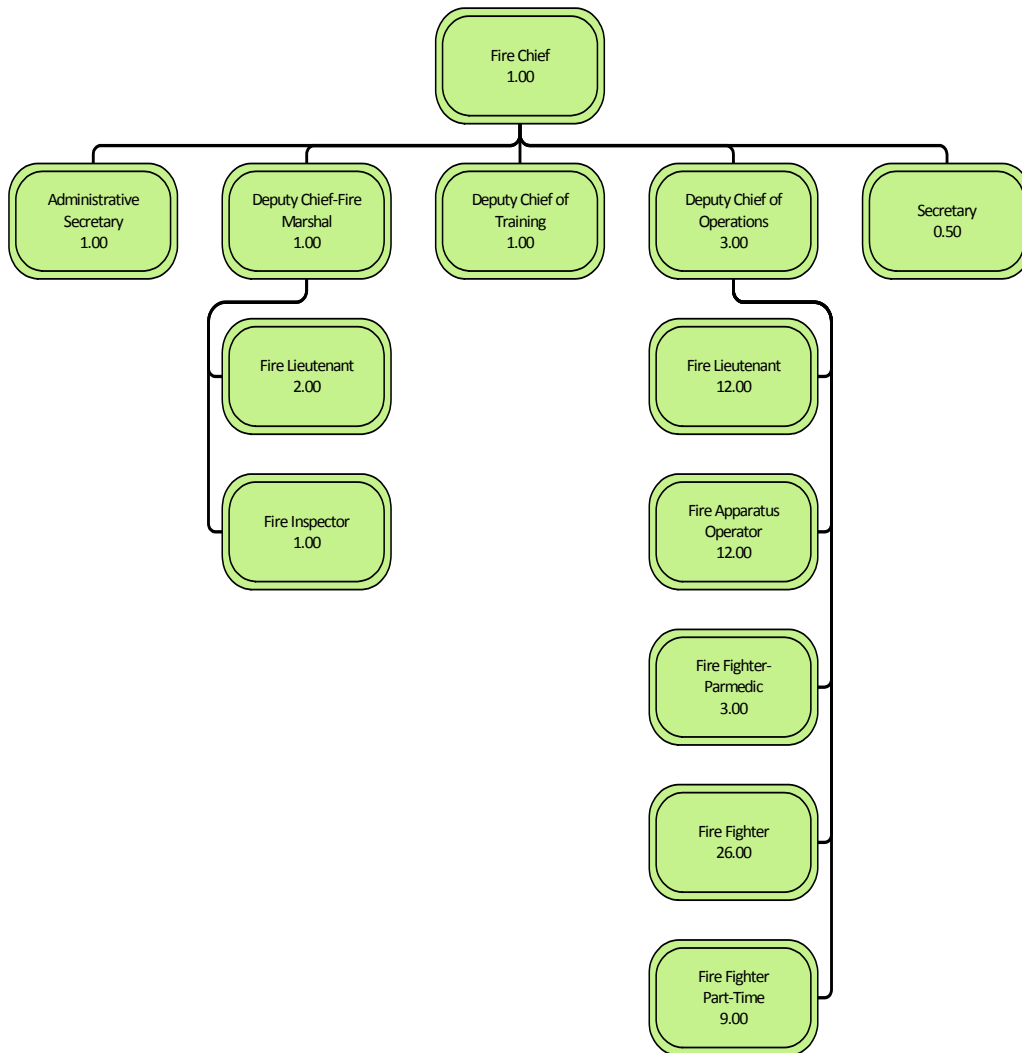 Fire Chief
1.00
Administrative
Secretary
1.00
Deputy Chief-Fire
Marshal
1.00
Deputy Chief of
Training
1.00
Deputy Chief of
Operations
3.00
Secretary
0.50
Fire Lieutenant
2.00
Fire Inspector
1.00
Fire Lieutenant
12.00
Fire Apparatus
Operator
12.00
Fire Fighter-
Parmedic
3.00
Fire Fighter
26.00
Fire Fighter
Part-Time
9.00